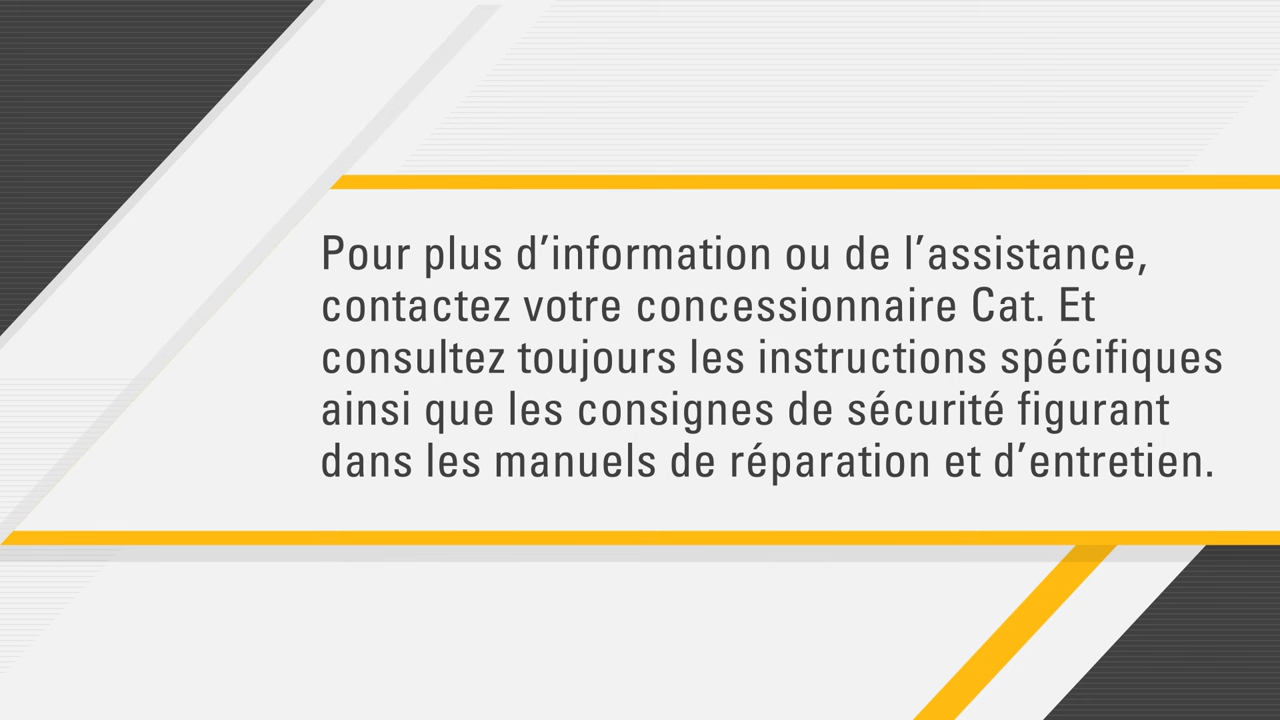 Pour plus d’information ou de l’assistance,
contactez votre concessionnaire Cat. Et
consultez toujours les instructions spécifiques
ainsi que les consignes de sécurité figurant
dans les manuels de réparation et d’entretien.